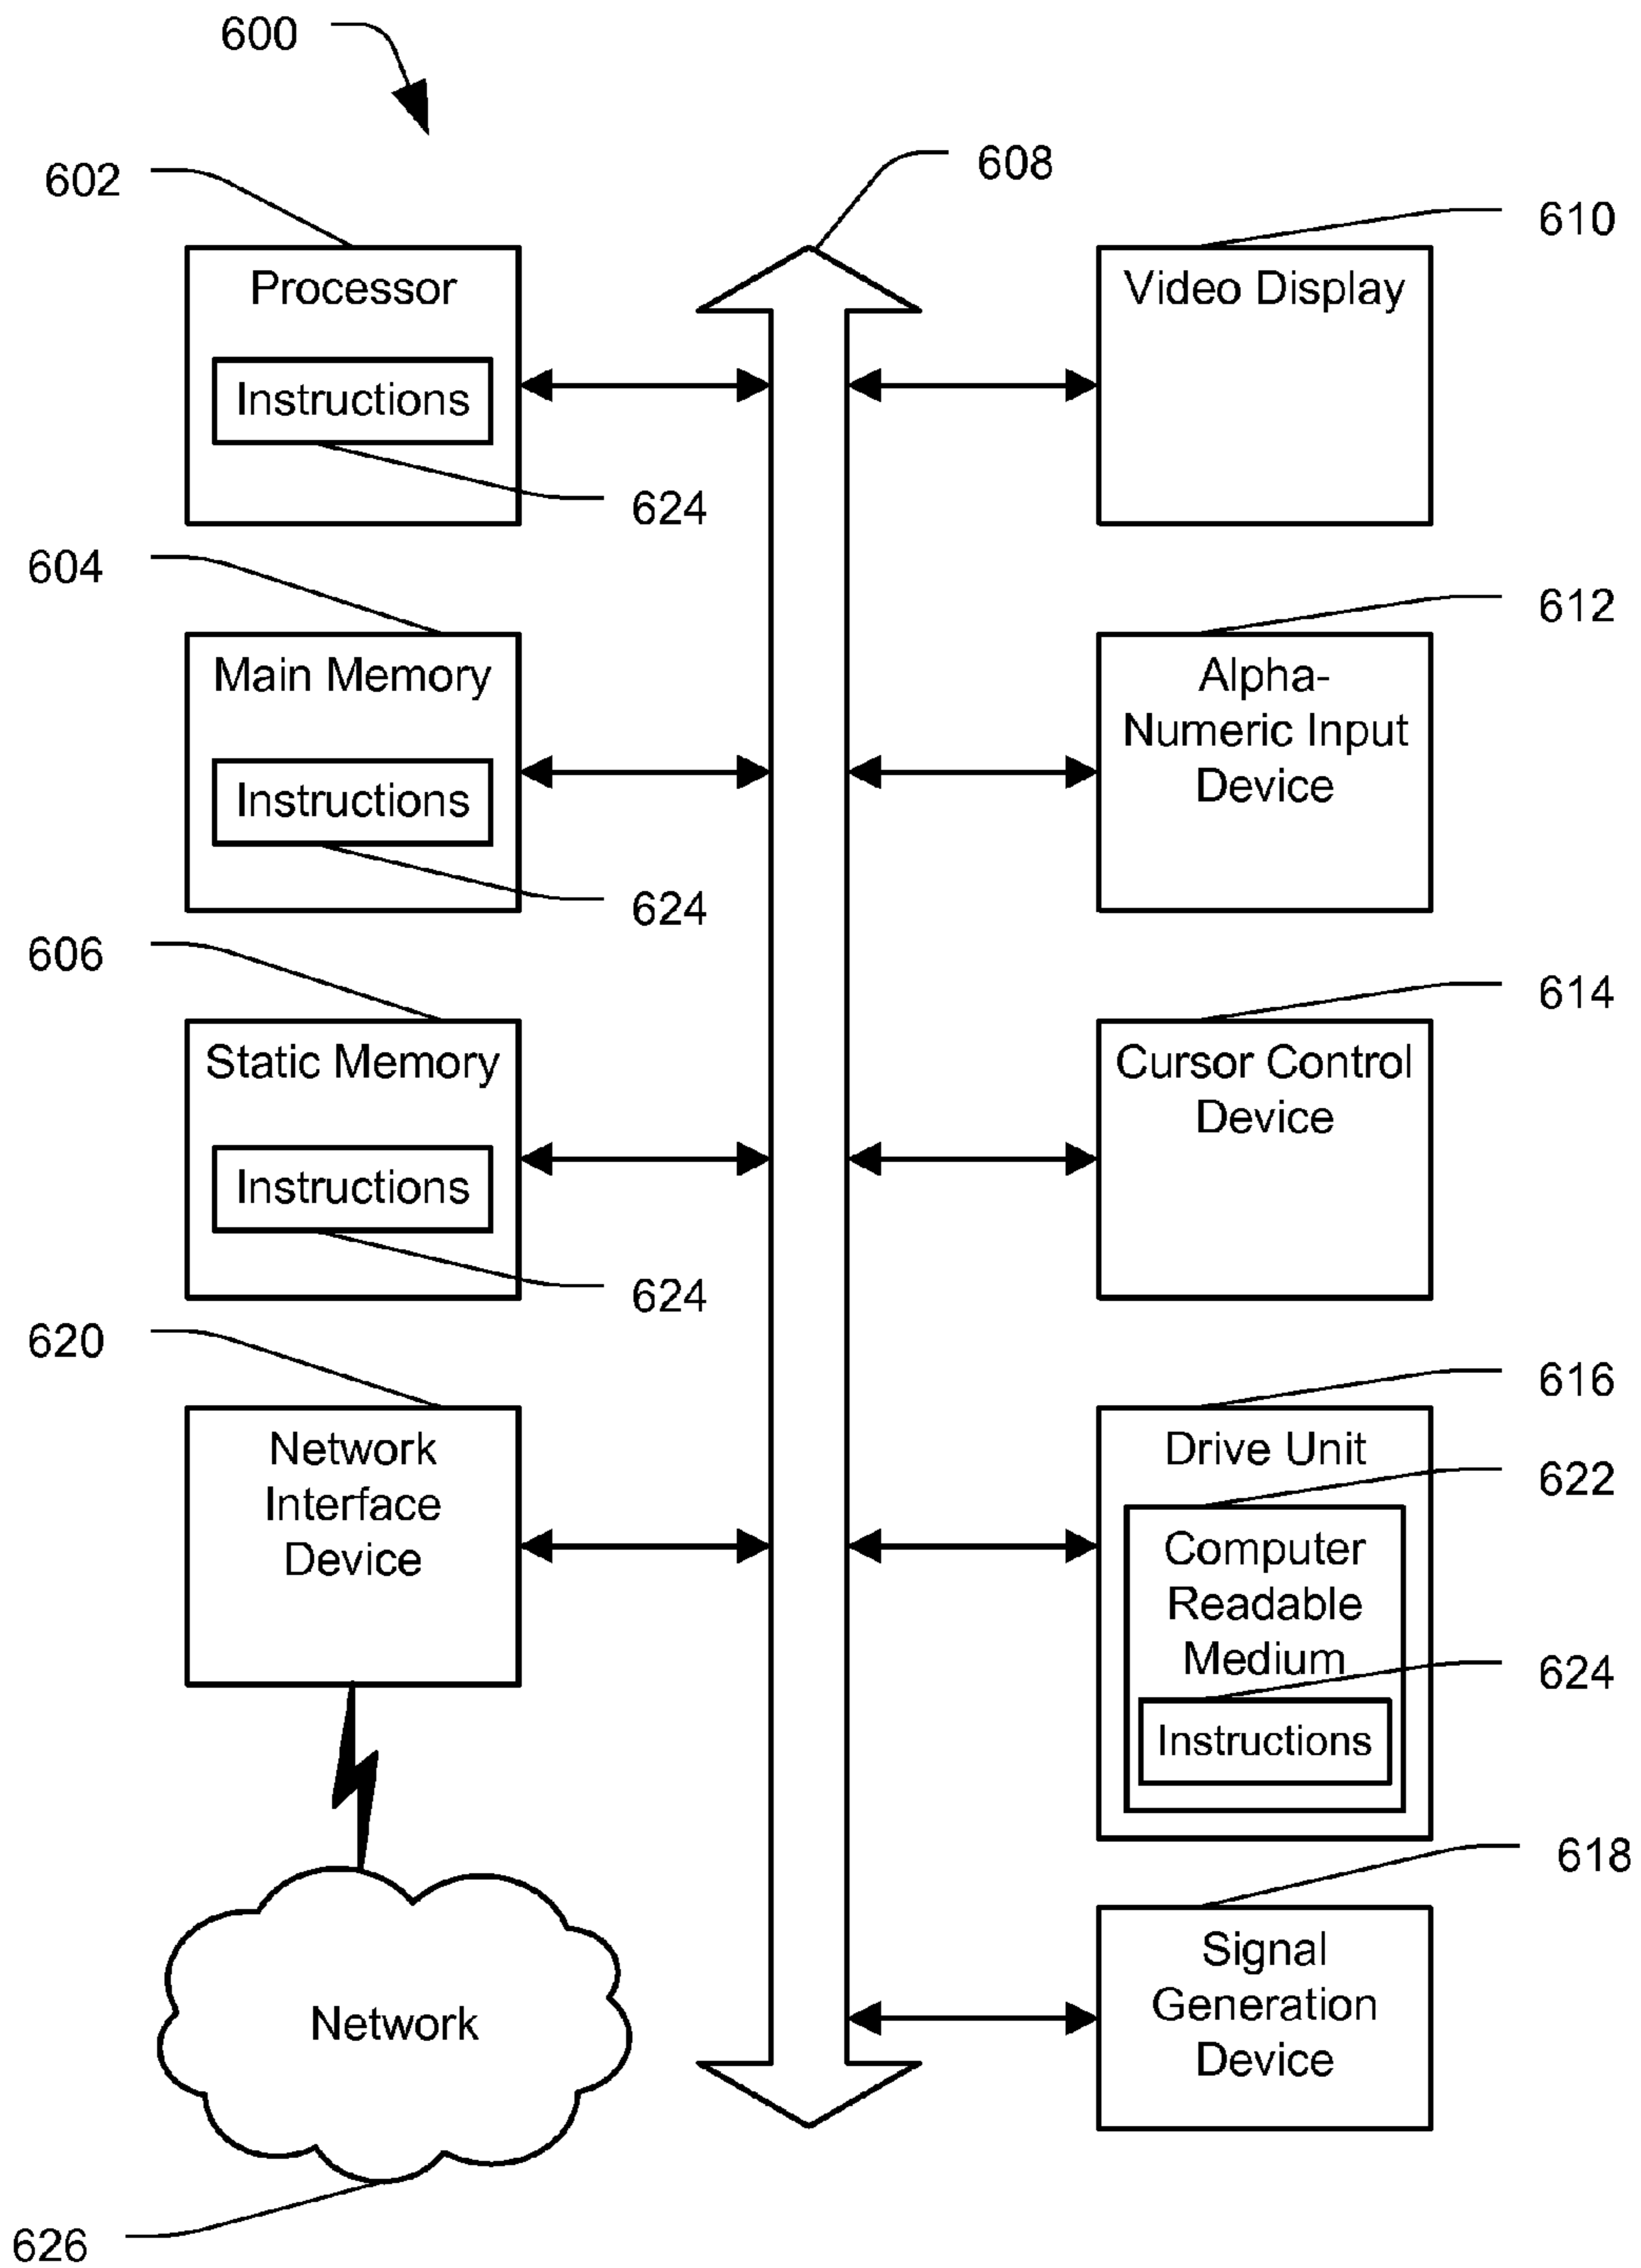 600
608
602
610
Processor
Video Display
Instructions
624
604
612
Main Memory
Alpha-
Numeric Input
Device
Instructions
624
606
614
Static Memory
Cursor Control
Device
Instructions
624
620
616
Network
Interface
Device
Drive Unit
622
Computer
Readable
Medium
624
Instructions
618
Signal
Generation
Device
Network
626